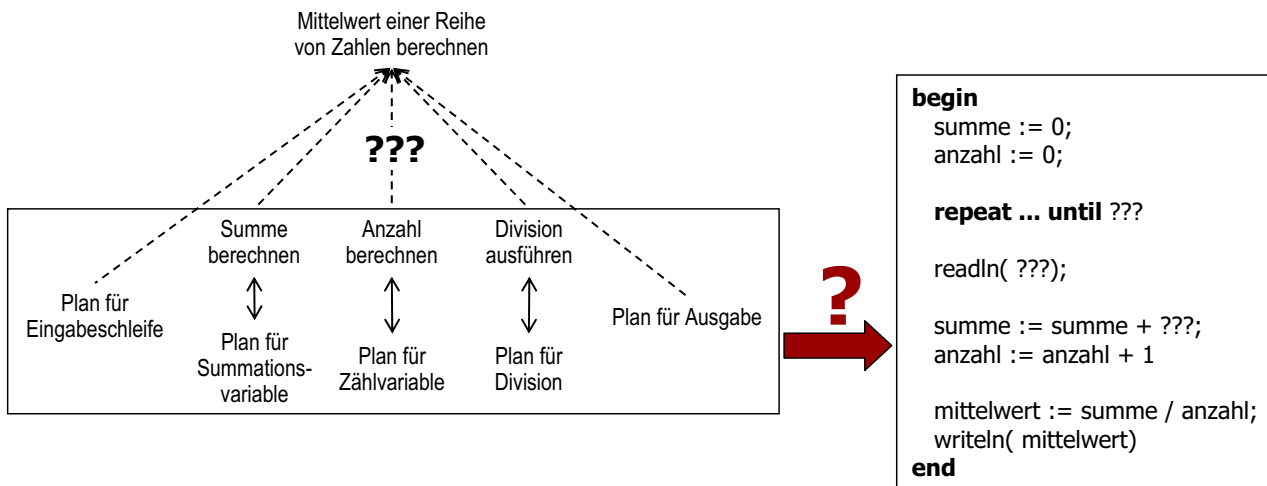 Mittelwert einer Reihe
von Zahlen berechnen
???
Summe
berechnen
Anzahl
berechnen
Division
ausführen
Plan für
Eingabeschleife
Plan für Ausgabe
Plan für
Summations-
variable
Plan für
Zählvariable
Plan für
Division
?
begin
summe := 0;
anzahl := 0;
repeat ... until ???
readln( ???);
summe := summe + ???;
anzahl := anzahl + 1
mittelwert := summe / anzahl;
writeln( mittelwert)
end